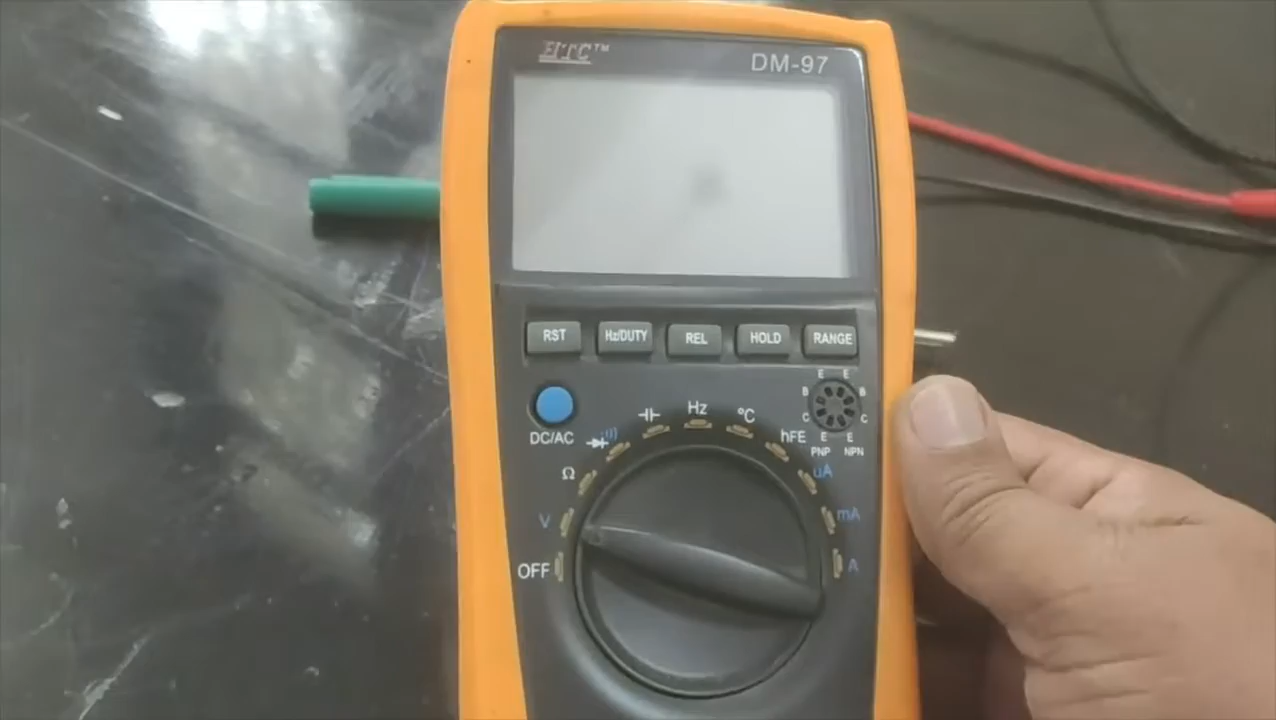 HTC™
DM-97
RST
Hz/DUTY
REL
HOLD
RANGE
E E
B B
C C
E E
PNP NPN
DC/AC
Hz
°C
hFE
Ω
uA
V
mA
OFF
A